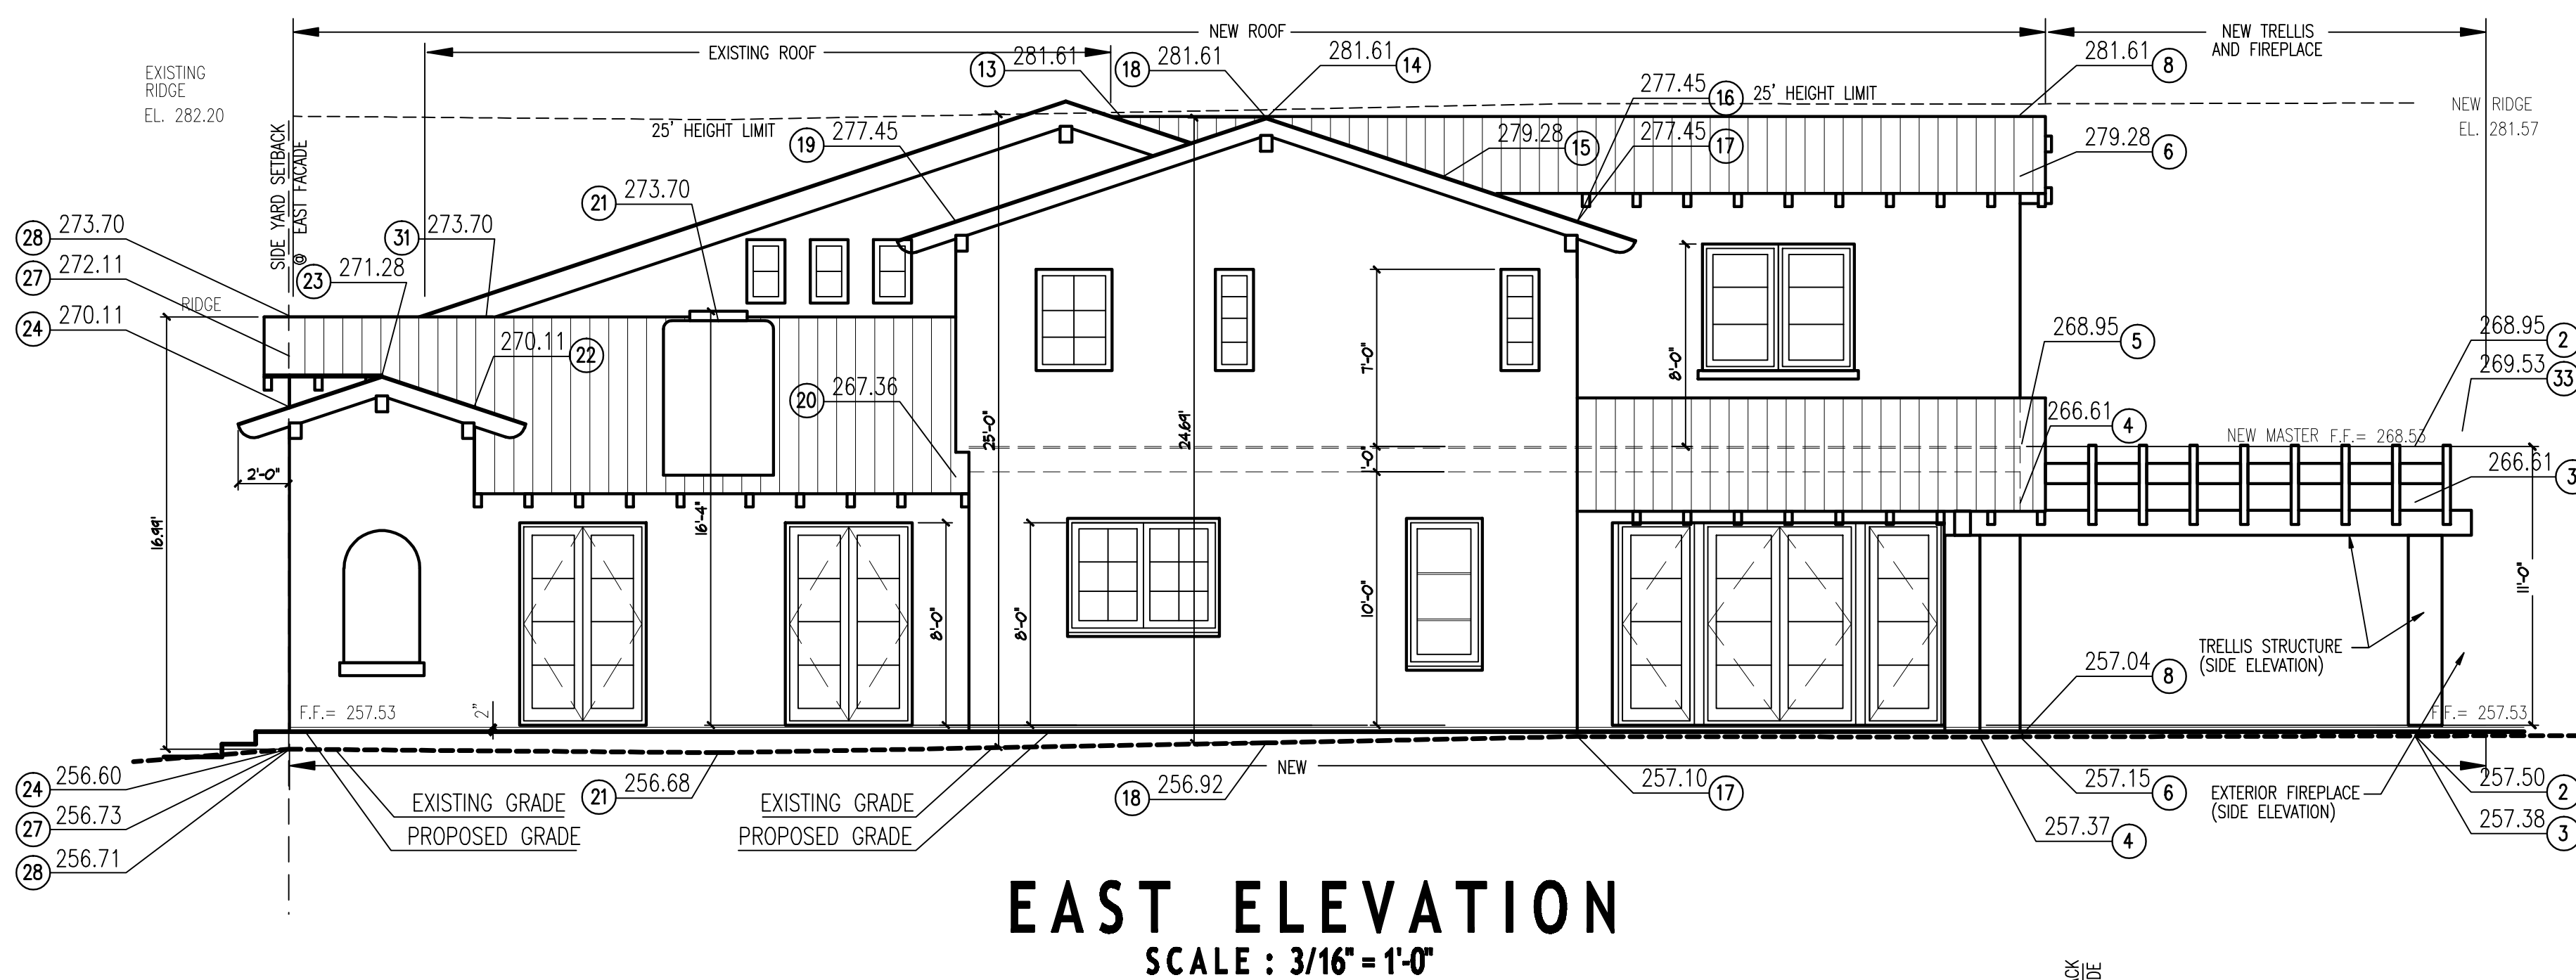 NEW ROOF
NEW TRELLIS
AND FIREPLACE
EXISTING ROOF
EXISTING
RIDGE
EL. 282.20
13 281.61
18 281.61
281.61 14
281.61 8
277.45 16
25' HEIGHT LIMIT
25' HEIGHT LIMIT
NEW RIDGE
EL. 281.57
19 277.45
279.28 15
277.45 17
279.28 6
SIDE YARD SETBACK
@ EAST FACADE
21 273.70
28 273.70
31 273.70
27 272.11
23 271.28
24 270.11
RIDGE
270.11 22
20 267.36
7'-0"
8'-0"
268.95 5
268.95 2
269.53 33
266.61 4
NEW MASTER F.F.= 268.53
266.61 3
2'-0"
16.99'
16'-4"
25'-0"
24.69'
'-0"
8'-0"
8'-0"
10'-0"
11'-0"
TRELLIS STRUCTURE
(SIDE ELEVATION)
257.04 8
F.F.= 257.53
2"
F.F.= 257.53
NEW
24 256.60
27 256.73
28 256.71
EXISTING GRADE
PROPOSED GRADE
21 256.68
EXISTING GRADE
PROPOSED GRADE
18 256.92
257.10 17
257.15 6
257.37 4
EXTERIOR FIREPLACE
(SIDE ELEVATION)
257.50 2
257.38 3
EAST ELEVATION
SCALE : 3/16" = 1'-0"
ACK
DE